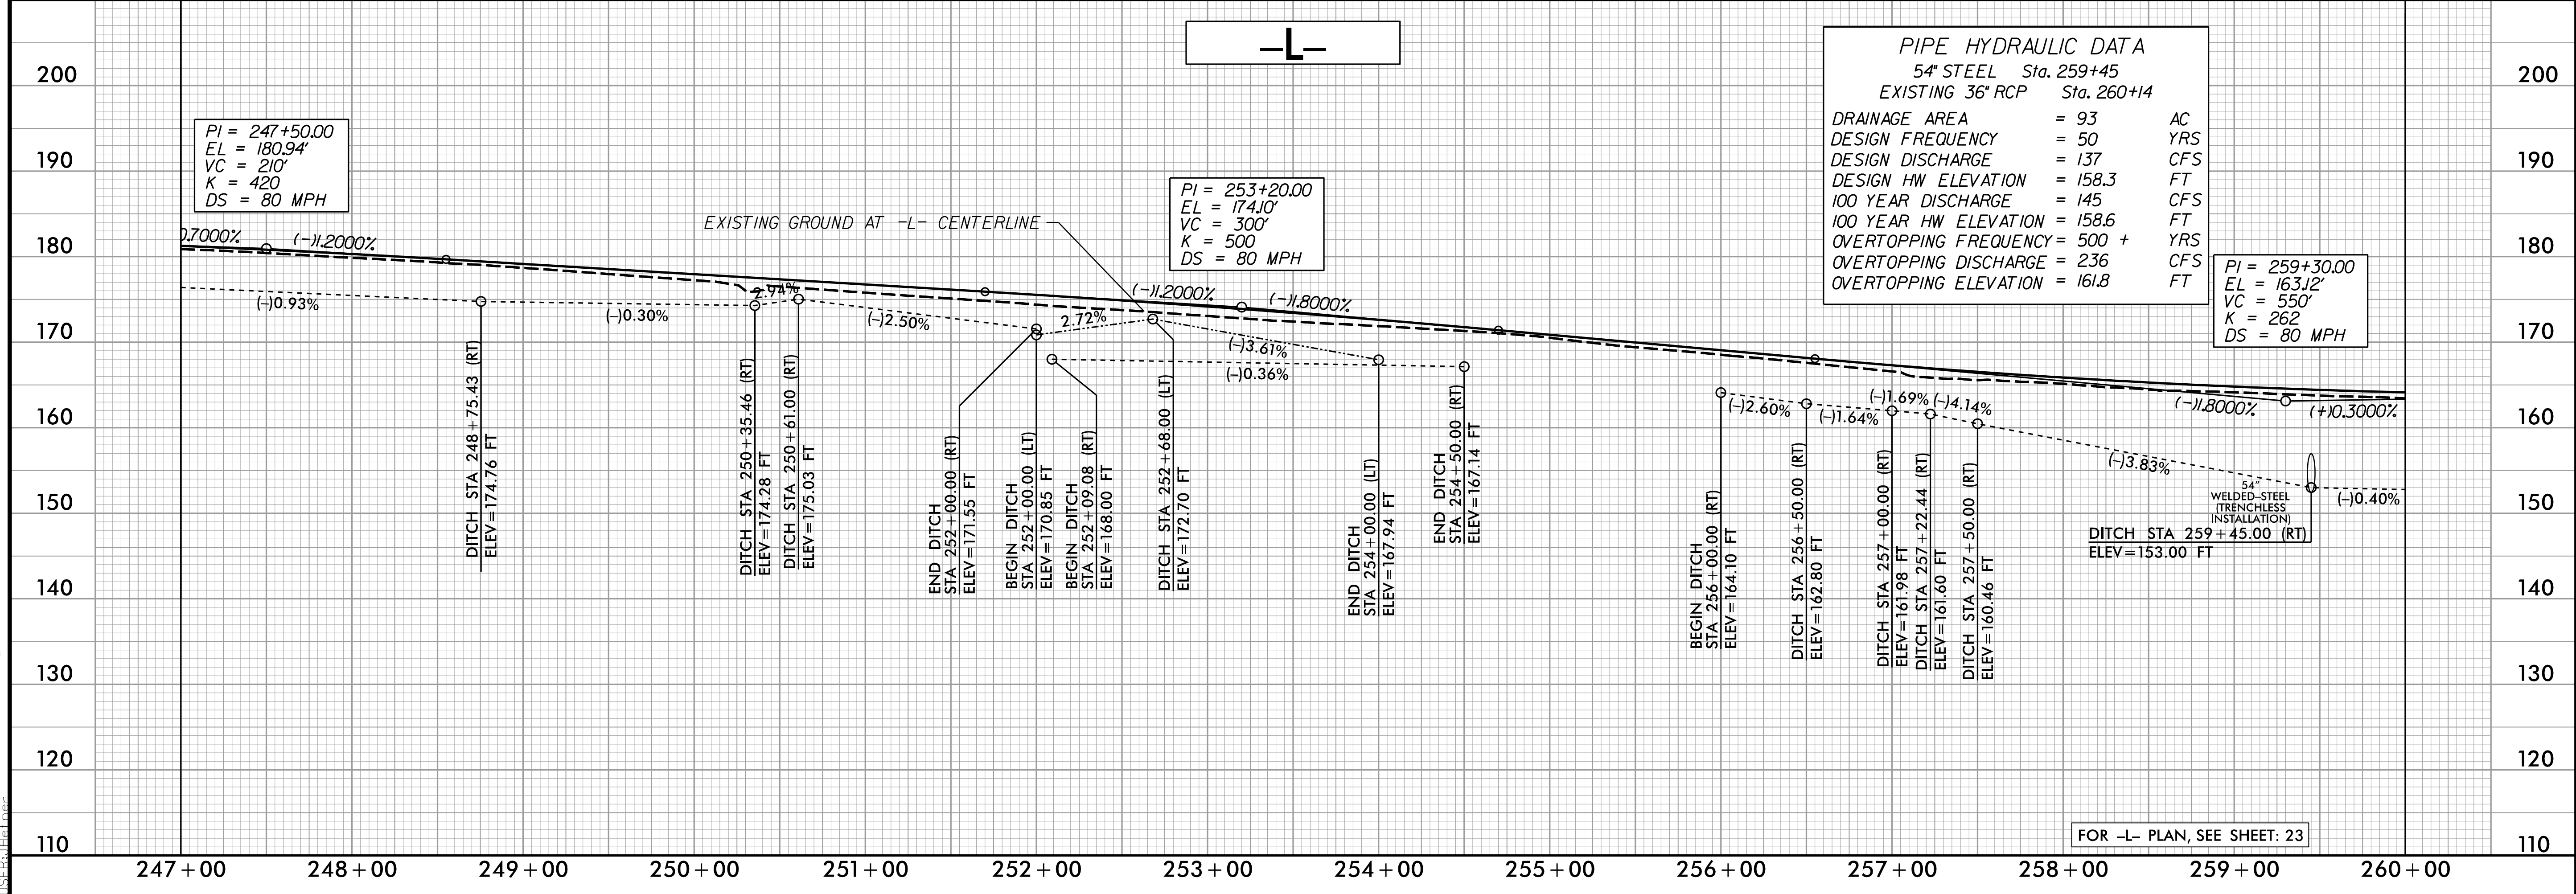 –L–
PIPE HYDRAULIC DATA
54" STEEL Sta. 259+45
EXISTING 36" RCP Sta. 260+14
DRAINAGE AREA = 93 AC
DESIGN FREQUENCY = 50 YRS
DESIGN DISCHARGE = 137 CFS
DESIGN HW ELEVATION = 158.3 FT
100 YEAR DISCHARGE = 145 CFS
100 YEAR HW ELEVATION = 158.6 FT
OVERTOPPING FREQUENCY = 500 + YRS
OVERTOPPING DISCHARGE = 236 CFS
OVERTOPPING ELEVATION = 161.8 FT
200
190
180
170
160
150
140
130
120
110
PI = 247+50.00
EL = 180.94'
VC = 210'
K = 420
DS = 80 MPH
PI = 253+20.00
EL = 174.10'
VC = 300'
K = 500
DS = 80 MPH
PI = 259+30.00
EL = 163.12'
VC = 550'
K = 262
DS = 80 MPH
EXISTING GROUND AT -L- CENTERLINE
0.7000%
(-)1.2000%
(-)1.2000%
(-)1.8000%
(-)1.8000%
(+)0.3000%
(–)0.93%
(–)0.30%
2.94%
(–)2.50%
2.72%
(–)3.61%
(–)0.36%
(–)2.60%
(–)1.64%
(–)1.69%
(–)4.14%
(–)3.83%
(–)0.40%
DITCH STA 248+75.43 (RT)
ELEV=174.76 FT
DITCH STA 250+35.46 (RT)
ELEV=174.28 FT
DITCH STA 250+61.00 (RT)
ELEV=175.03 FT
END DITCH
STA 252+00.00 (RT)
ELEV=171.55 FT
BEGIN DITCH
STA 252+00.00 (LT)
ELEV=170.85 FT
BEGIN DITCH
STA 252+09.08 (RT)
ELEV=168.00 FT
DITCH STA 252+68.00 (LT)
ELEV=172.70 FT
END DITCH
STA 254+00.00 (LT)
ELEV=167.94 FT
END DITCH
STA 254+50.00 (RT)
ELEV=167.14 FT
BEGIN DITCH
STA 256+00.00 (RT)
ELEV=164.10 FT
DITCH STA 256+50.00 (RT)
ELEV=162.80 FT
DITCH STA 257+00.00 (RT)
ELEV=161.98 FT
DITCH STA 257+22.44 (RT)
ELEV=161.60 FT
DITCH STA 257+50.00 (RT)
ELEV=160.46 FT
54"
WELDED–STEEL
(TRENCHLESS
INSTALLATION)
DITCH STA 259+45.00 (RT)
ELEV=153.00 FT
200
190
180
170
160
150
140
130
120
110
FOR –L– PLAN, SEE SHEET: 23
247+00 248+00 249+00 250+00 251+00 252+00 253+00 254+00 255+00 256+00 257+00 258+00 259+00 260+00